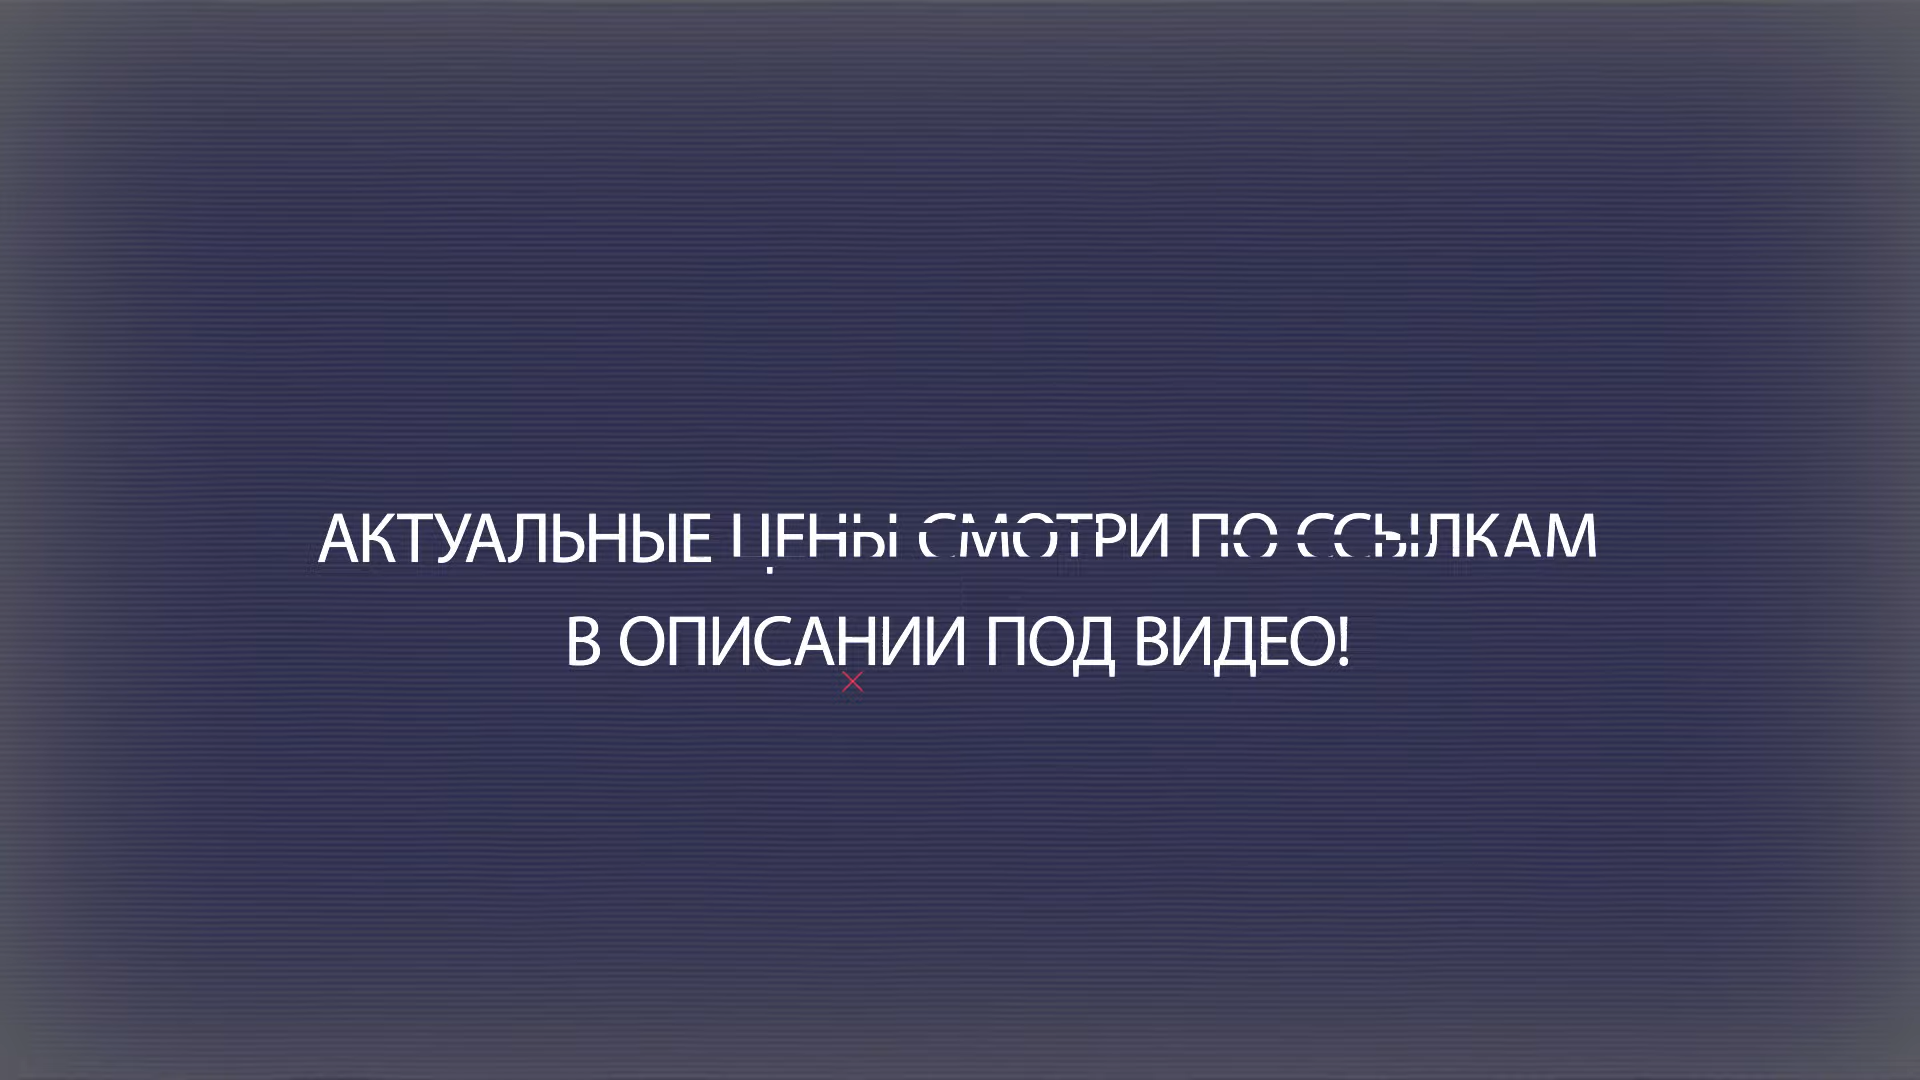 АКТУАЛЬНЫЕ ЦЕНЫ СМОТРИ ПО ССЫЛКАМ
В ОПИСАНИИ ПОД ВИДЕО!